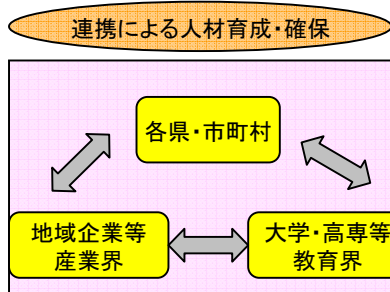 連携による人材育成・確保
各県・市町村
地域企業等
産業界
大学・高専等
教育界